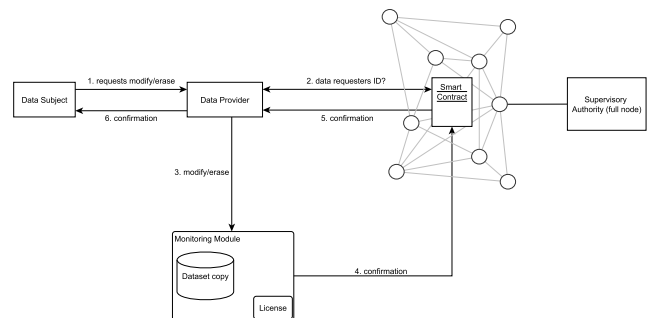 1. requests modify/erase
2. data requesters ID?
Smart
Contract
Data Subject
Data Provider
Supervisory
Authority (full node)
6. confirmation
5. confirmation
3. modify/erase
Monitoring Module
Dataset copy
4. confirmation
License